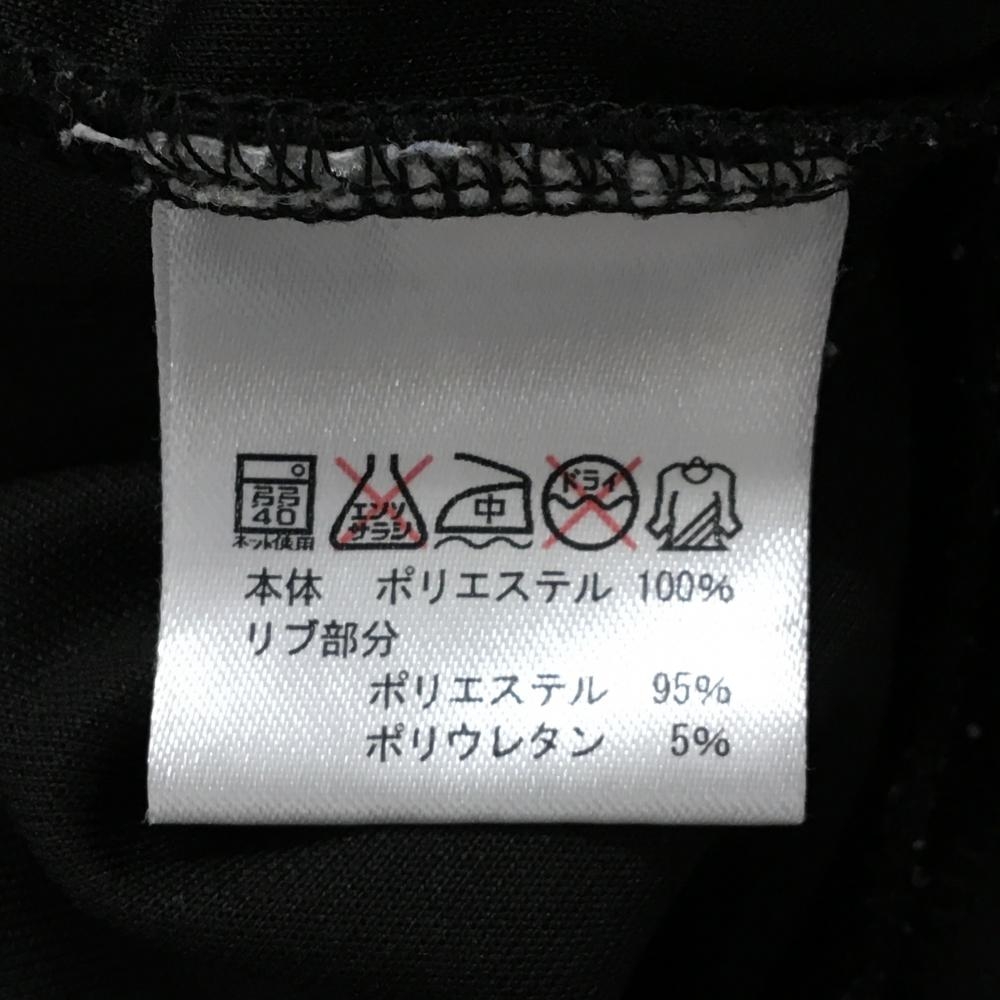 弱
40
ネット使用
エンソ
サラシ
中
ドライ
本体 ポリエステル 100%
リブ部分
ポリエステル 95%
ポリウレタン 5%